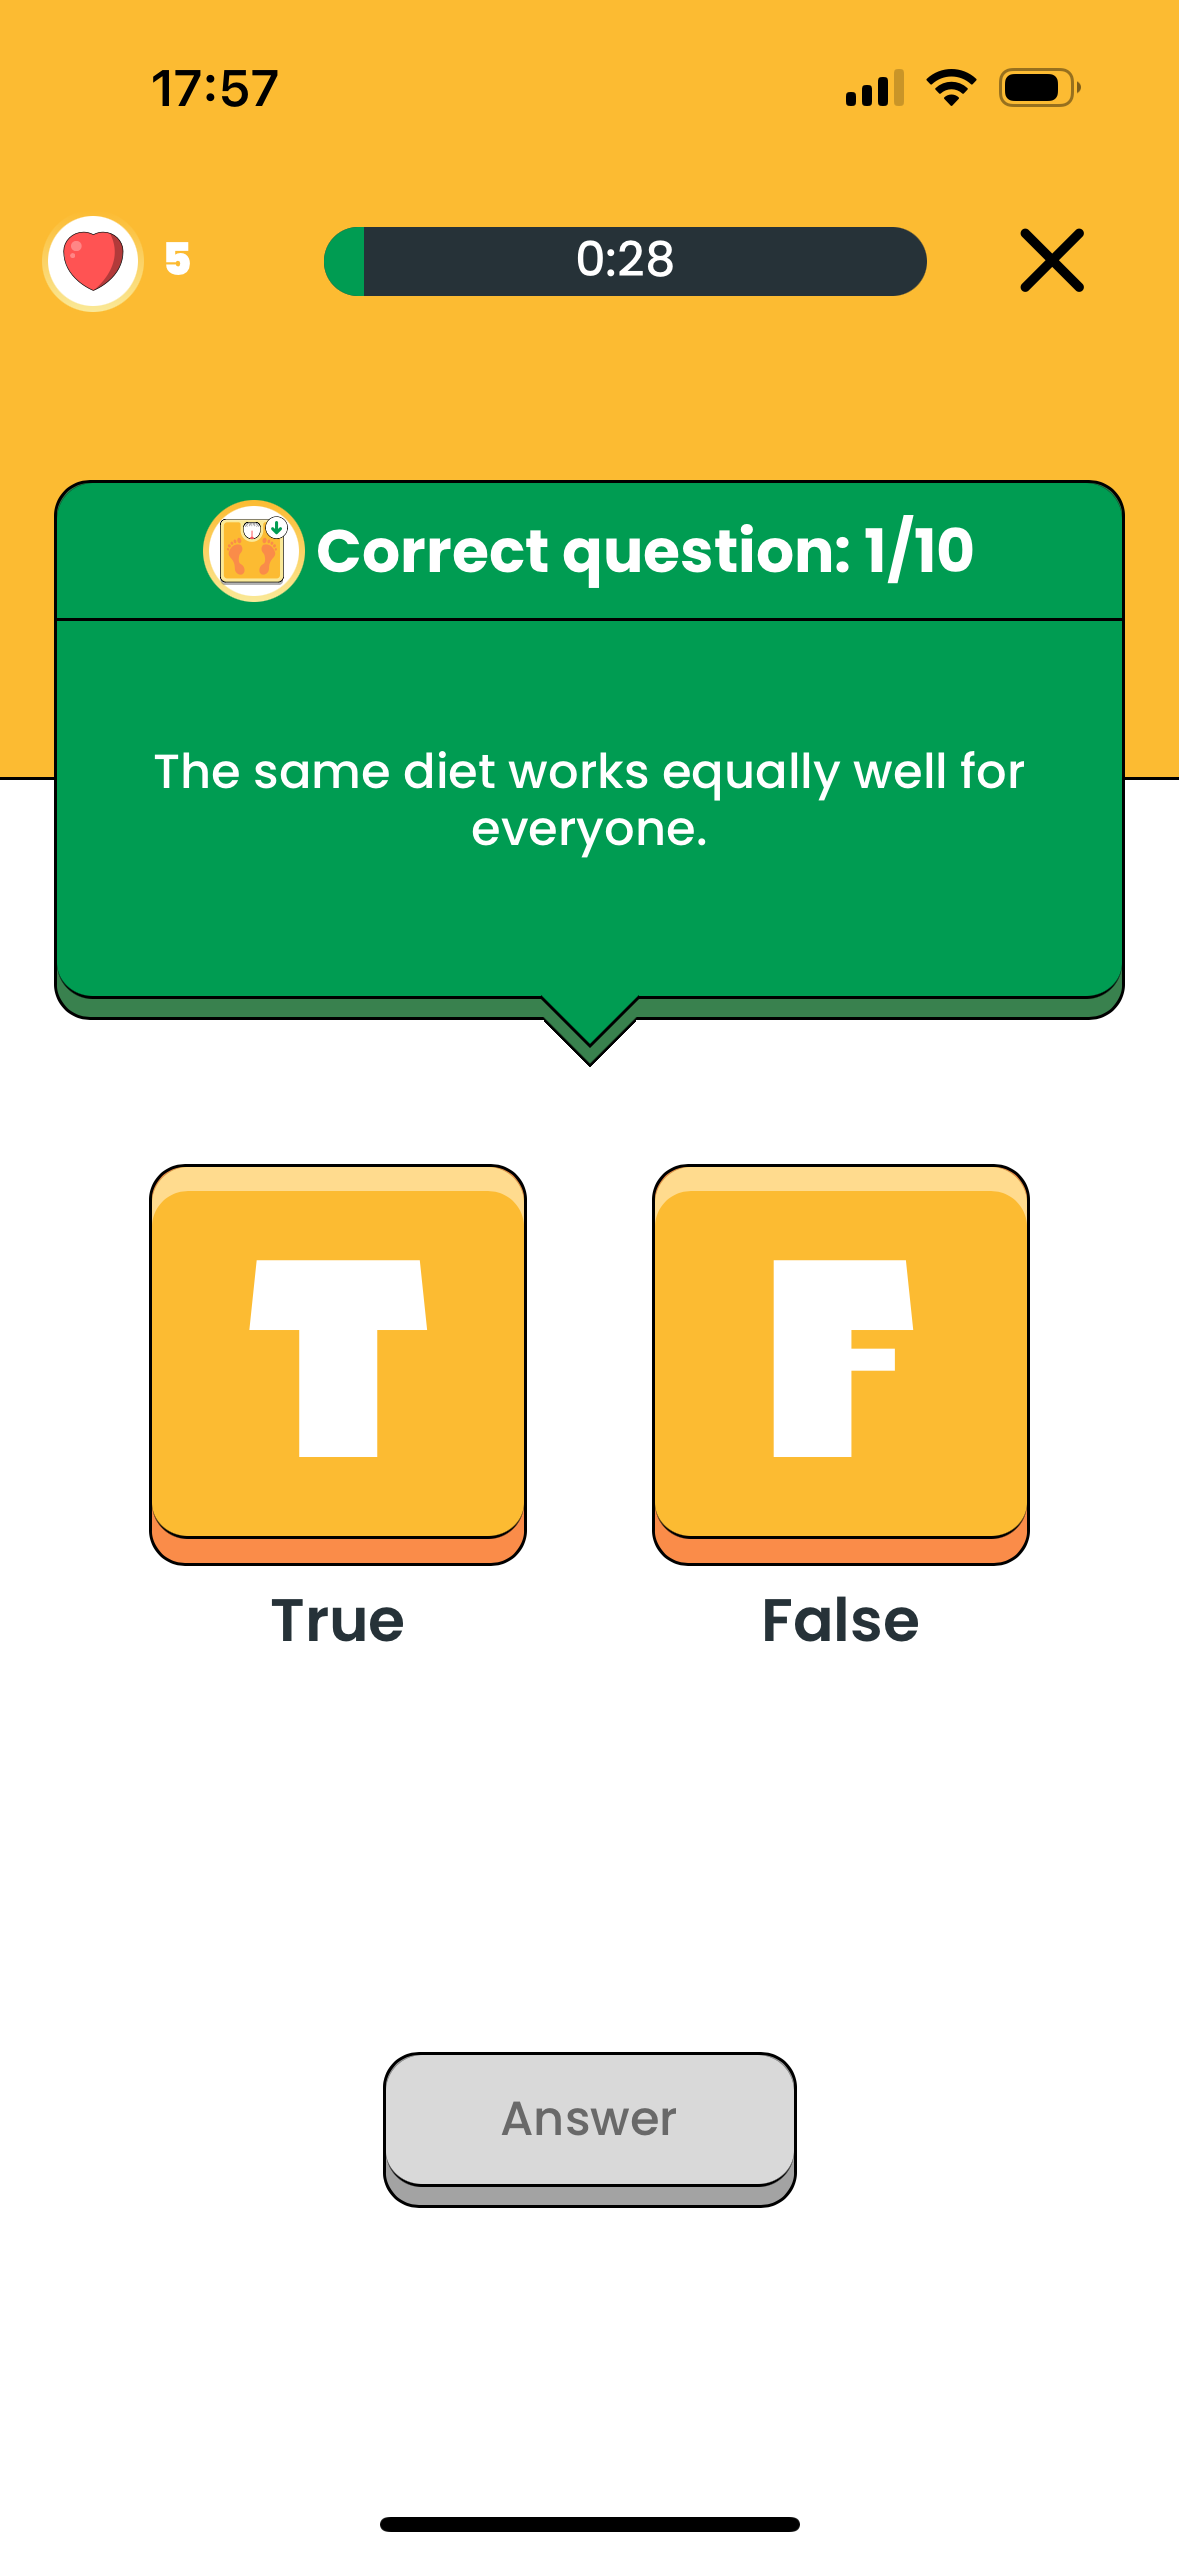 17:57
5
0:28
Correct question: 1/10
The same diet works equally well for
everyone.
T
F
True
False
Answer